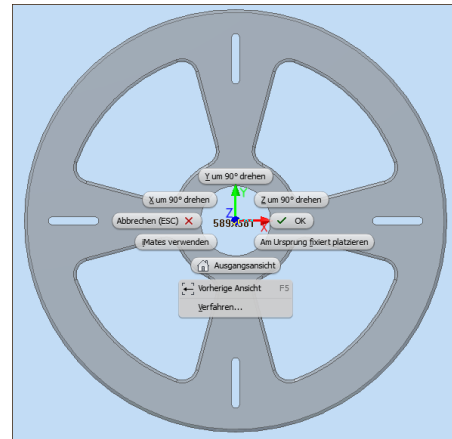 Y um 90° drehen
Y
X um 90° drehen
Z um 90° drehen
Z
Abbrechen (ESC)
OK
X
iMates verwenden
Am Ursprung fixiert platzieren
Ausgangsansicht
Vorherige Ansicht F5
Verfahren...